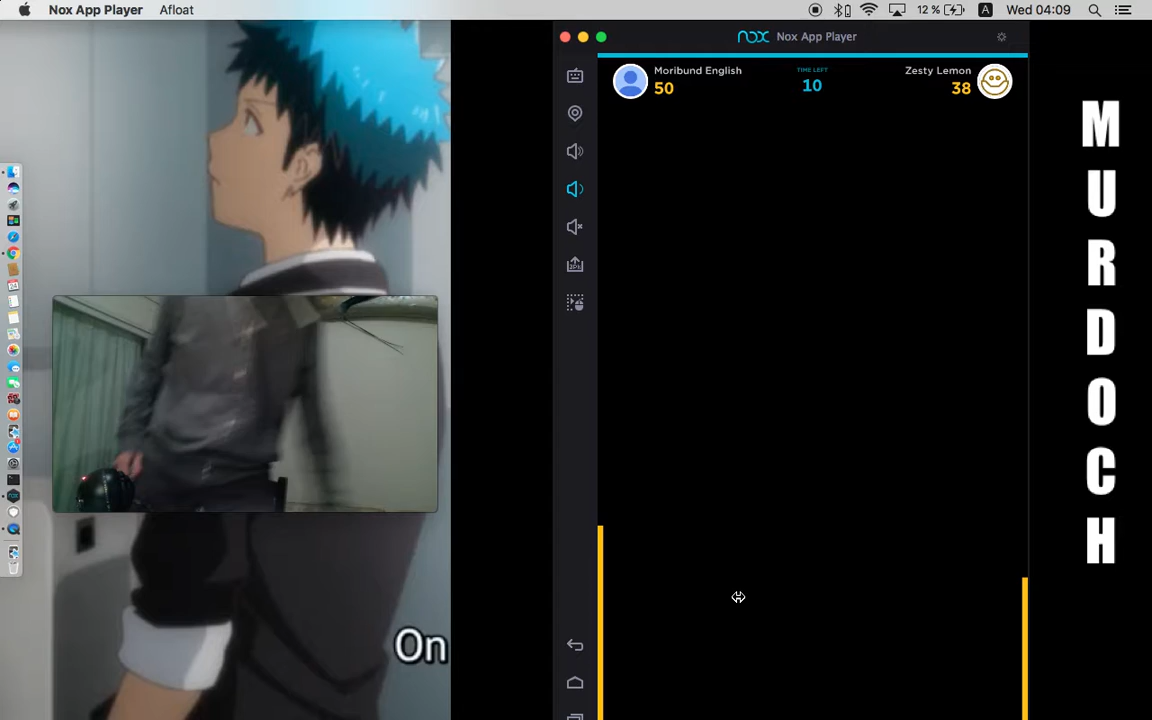 Nox App Player Afloat
12 % A Wed 04:09
nox Nox App Player
Moribund English
50
TIME LEFT
10
Zesty Lemon
38
On
M
U
R
D
O
C
H